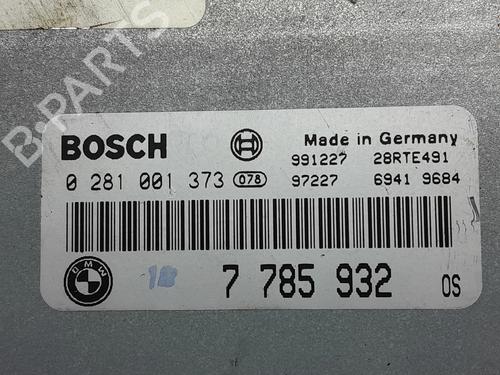 B-PARTS
BOSCH
Made in Germany
991227 28RTE491
0 281 001 373 078
97227 6941 9684
BMW
18
7 785 932 OS